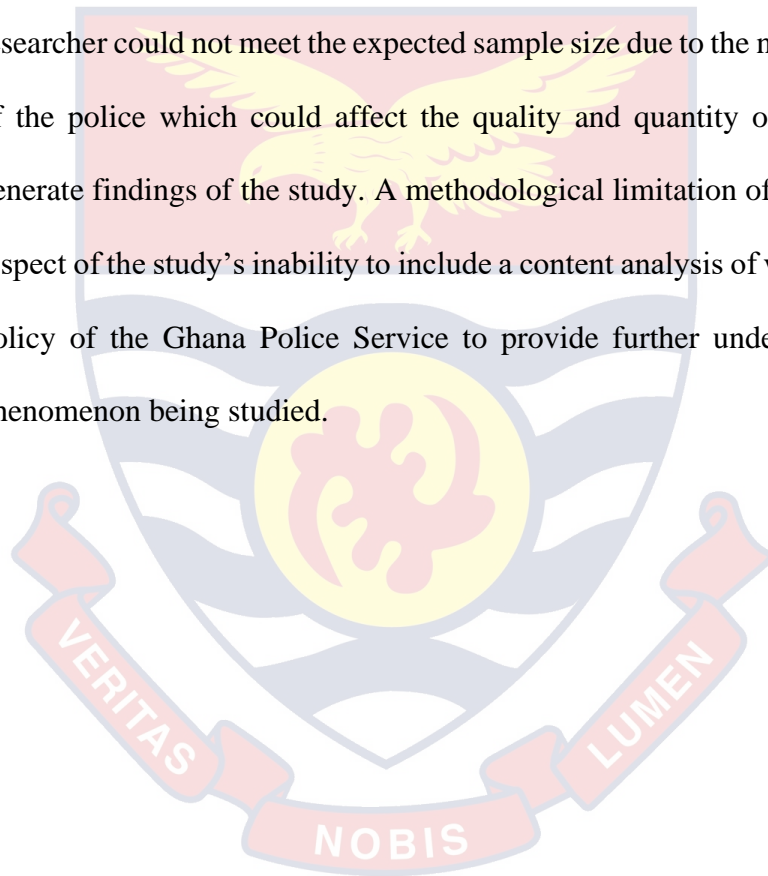 searcher could not meet the expected sample size due to the
the police which could affect the quality and quantity
enerate findings of the study. A methodological limitation of
spect of the study's inability to include a content analysis of
olicy of the Ghana Police Service to provide further
henomenon being studied.
VERITAS
NOBIS
LUMEN